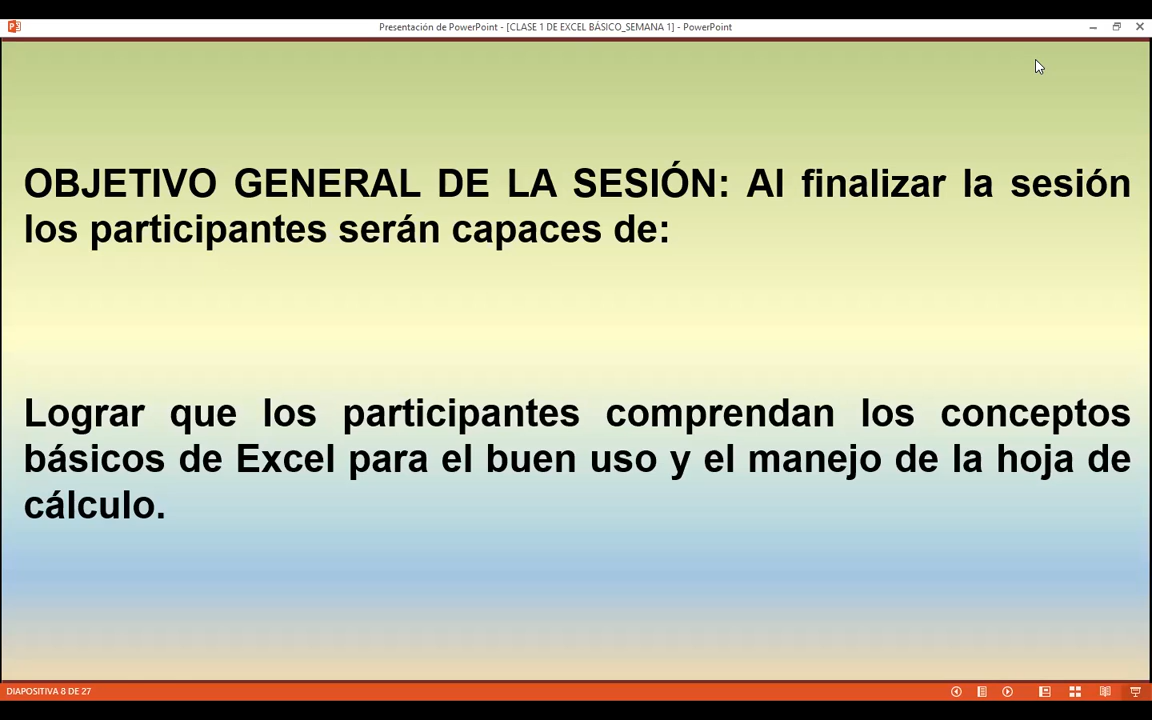 Presentación de PowerPoint - [CLASE 1 DE EXCEL BÁSICO_SEMANA 1] - PowerPoint
OBJETIVO GENERAL DE LA SESIÓN: Al finalizar la sesión
los participantes serán capaces de:
Lograr que los participantes comprendan los conceptos
básicos de Excel para el buen uso y el manejo de la hoja de
cálculo.
DIAPOSITIVA 8 DE 27